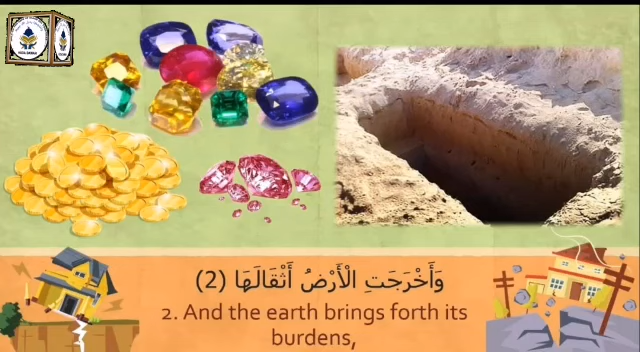 وَأَخْرَجَتِ الْأَرْضُ أَثْقَالَهَا (2)
2. And the earth brings forth its
burdens,